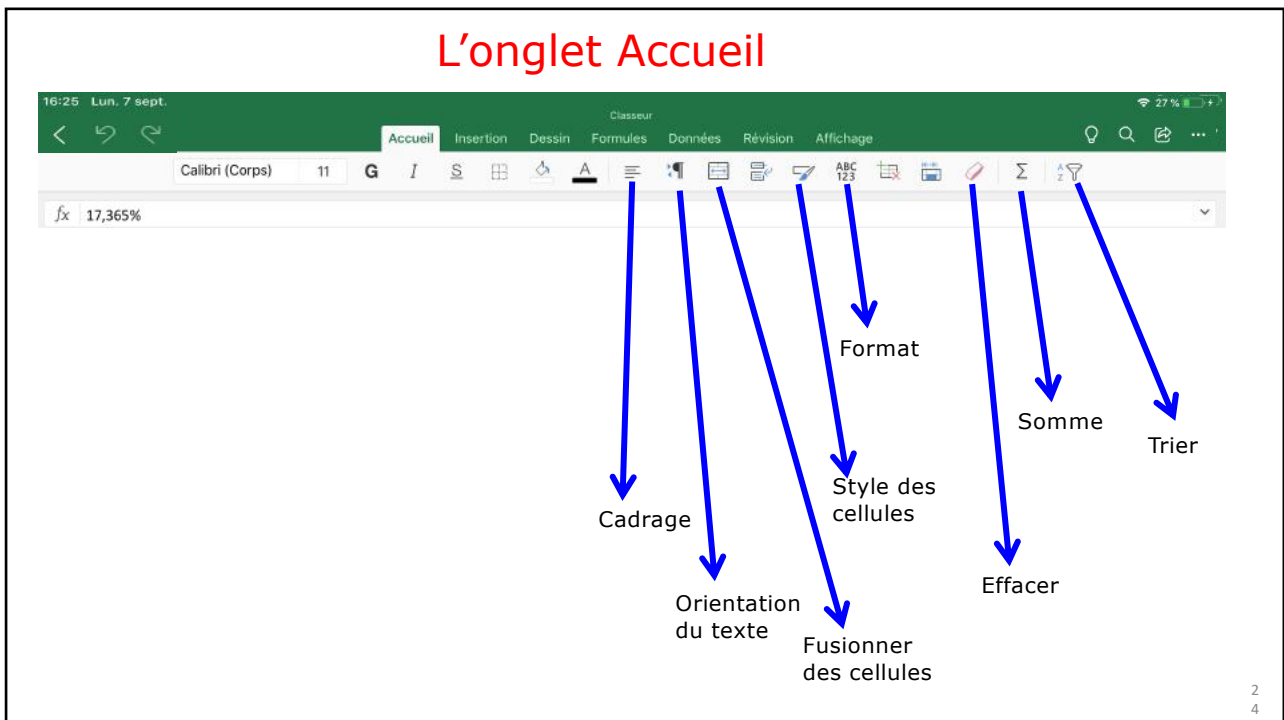 L’onglet Accueil
16:25 Lun. 7 sept.
27 %
Classeur
Accueil Insertion Dessin Formules Données Révision Affichage
Calibri (Corps) 11 G I S A ABC 123 Σ A Z
fx 17,365%
Format
Somme
Trier
Style des
cellules
Cadrage
Effacer
Orientation
du texte
Fusionner
des cellules
2
4